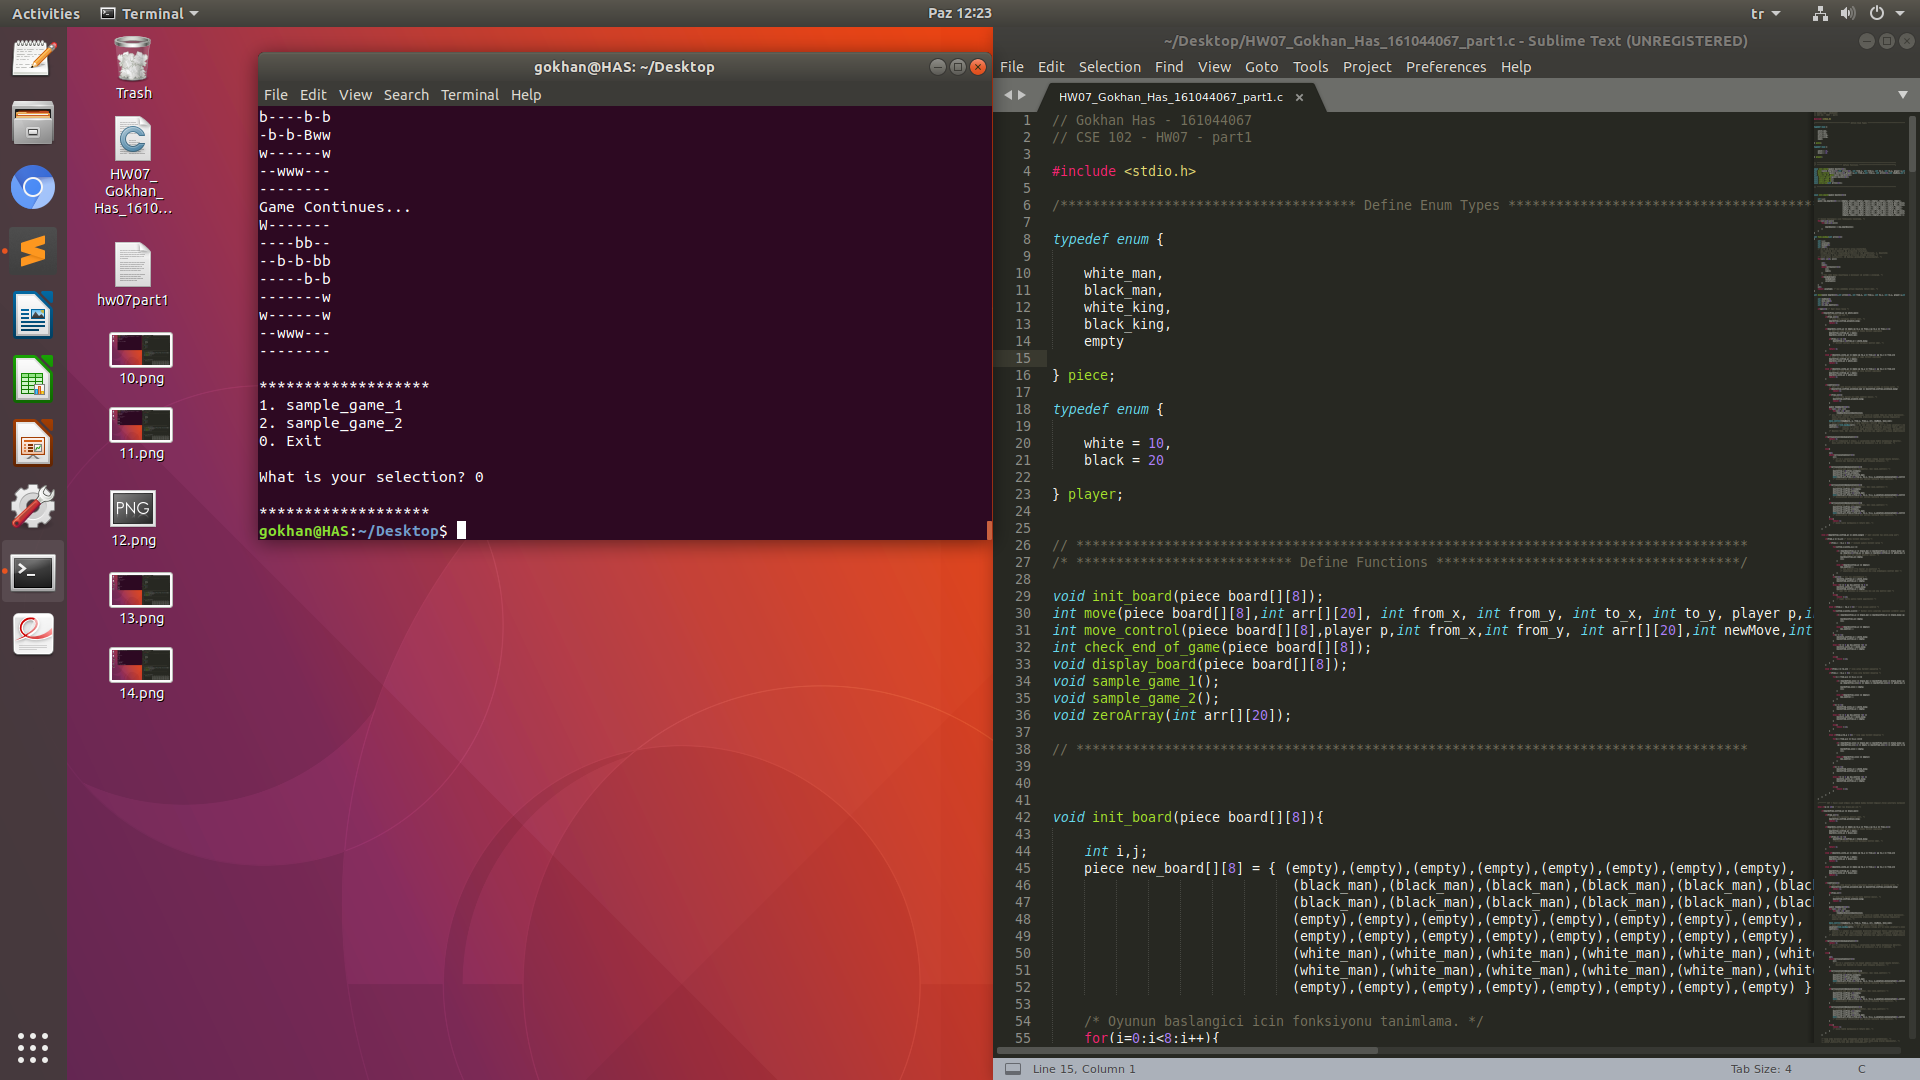 Activities
Terminal
Paz 12:23
tr
Trash
HW07_
Gokhan_
Has_1610...
hw07part1
10.png
11.png
PNG
12.png
13.png
14.png
gokhan@HAS: ~/Desktop
File Edit View Search Terminal Help
b----b-b
-b-b-Bww
w------w
--www---
--------
Game Continues...
W-------
----bb--
--b-b-bb
-----b-b
-------w
w------w
--www---
--------
*******************
1. sample_game_1
2. sample_game_2
0. Exit
What is your selection? 0
*******************
gokhan@HAS:~/Desktop$
~/Desktop/HW07_Gokhan_Has_161044067_part1.c - Sublime Text (UNREGISTERED)
File Edit Selection Find View Goto Tools Project Preferences Help
HW07_Gokhan_Has_161044067_part1.c
1 // Gokhan Has - 161044067
2 // CSE 102 - HW07 - part1
3
4 #include <stdio.h>
5
6 /************************************* Define Enum Types **************************************
7
8 typedef enum {
9
10 white_man,
11 black_man,
12 white_king,
13 black_king,
14 empty
15
16 } piece;
17
18 typedef enum {
19
20 white = 10,
21 black = 20
22
23 } player;
24
25
26 // ************************************************************************************
27 /* *************************** Define Functions **************************************/
28
29 void init_board(piece board[][8]);
30 int move(piece board[][8],int arr[][20], int from_x, int from_y, int to_x, int to_y, player p,i
31 int move_control(piece board[][8],player p,int from_x,int from_y, int arr[][20],int newMove,int
32 int check_end_of_game(piece board[][8]);
33 void display_board(piece board[][8]);
34 void sample_game_1();
35 void sample_game_2();
36 void zeroArray(int arr[][20]);
37
38 // ************************************************************************************
39
40
41
42 void init_board(piece board[][8]){
43
44 int i,j;
45 piece new_board[][8] = { (empty),(empty),(empty),(empty),(empty),(empty),(empty),(empty),
46 (black_man),(black_man),(black_man),(black_man),(black_man),(blac
47 (black_man),(black_man),(black_man),(black_man),(black_man),(blac
48 (empty),(empty),(empty),(empty),(empty),(empty),(empty),(empty),
49 (empty),(empty),(empty),(empty),(empty),(empty),(empty),(empty),
50 (white_man),(white_man),(white_man),(white_man),(white_man),(whit
51 (white_man),(white_man),(white_man),(white_man),(white_man),(whit
52 (empty),(empty),(empty),(empty),(empty),(empty),(empty),(empty) }
53
54 /* Oyunun baslangici icin fonksiyonu tanimlama. */
55 for(i=0;i<8;i++){
Line 15, Column 1
Tab Size: 4
C